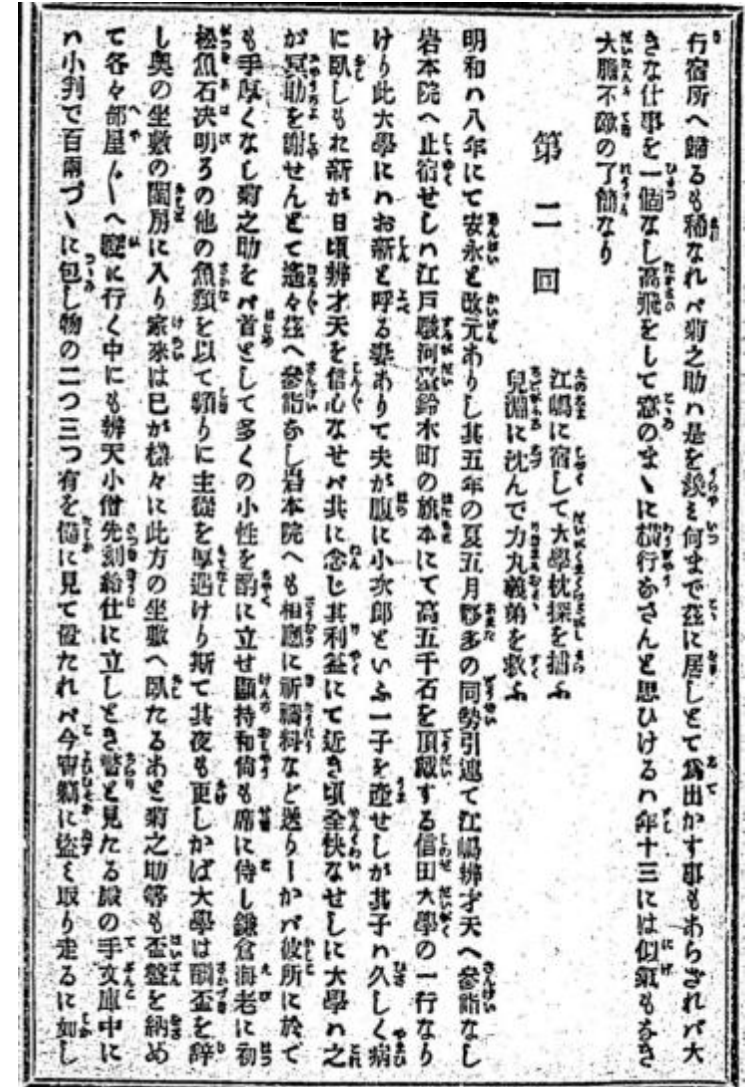 行宿所へ歸るも稀なれバ菊之助ハ是を羨み何まで茲に居しとて爲出かす事もあらざれバ大
きな仕事を一個なし高飛をして意のまゝに橫行なさんと思ひけるハ年十三には似氣もなき
大膽不敵の了簡なり
第二回
江嶋に宿して大學枕探を捕ふ
兒淵に沈んで力丸義弟を救ふ
明和ハ八年にて安永と改元ありし其五年の夏五月夥多の同勢引連て江嶋辨才天へ參詣なし
岩本院へ止宿せしハ江戸駿河臺鈴木町の旗本にて高五千石を頂戴する信田大學の一行なり
けり此大學にハお新と呼る妾ありて夫が腹に小次郎といふ一子を產せしが其子ハ久しく病
に臥しもお新が日頃辨才天を信心なせバ共に念じ其利益にて近き頃全快なせしに大學ハ之
が冥助を謝せんとて遙々茲へ參詣なし岩本院へも相應に祈禱料など送りしかバ彼所に於て
も手厚くなし菊之助をバ首として多くの小性を酌に立せ顯持和尙も席に侍し鎌倉海老に初
松魚石决明その他の魚類を以て頻りに主從を厚遇けり斯て其夜も更しかば大學は酬盃を辭
し奧の坐敷の閨房に入り家來は己が樣々に此方の坐敷へ臥たるあと菊之助等も盃盤を納め
て各々部屋〳〵へ寢に行く中にも辨天小僧先刻給仕に立しとき瞥と見たる殿の手文庫中に
ハ小判で百兩づゝに包し物の二つ三つ有を慥に見て置たれバ今宵竊に盜み取り走るに如し